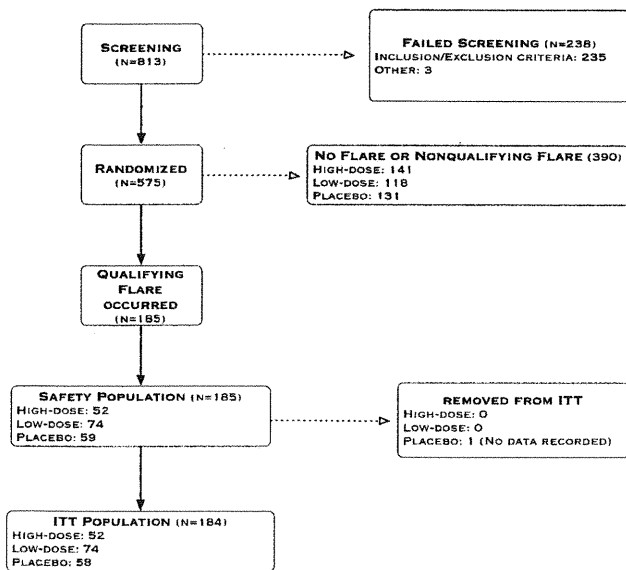 SCREENING
(N=813)
FAILED SCREENING (N=238)
INCLUSION/EXCLUSION CRITERIA: 235
OTHER: 3
RANDOMIZED
(N=575)
NO FLARE OR NONQUALIFYING FLARE (390)
HIGH-DOSE: 141
LOW-DOSE: 118
PLACEBO: 131
QUALIFYING
FLARE
OCCURRED
(N=185)
SAFETY POPULATION (N=185)
HIGH-DOSE: 52
LOW-DOSE: 74
PLACEBO: 59
REMOVED FROM ITT
HIGH-DOSE: 0
LOW-DOSE: 0
PLACEBO: 1 (NO DATA RECORDED)
ITT POPULATION (N=184)
HIGH-DOSE: 52
LOW-DOSE: 74
PLACEBO: 58